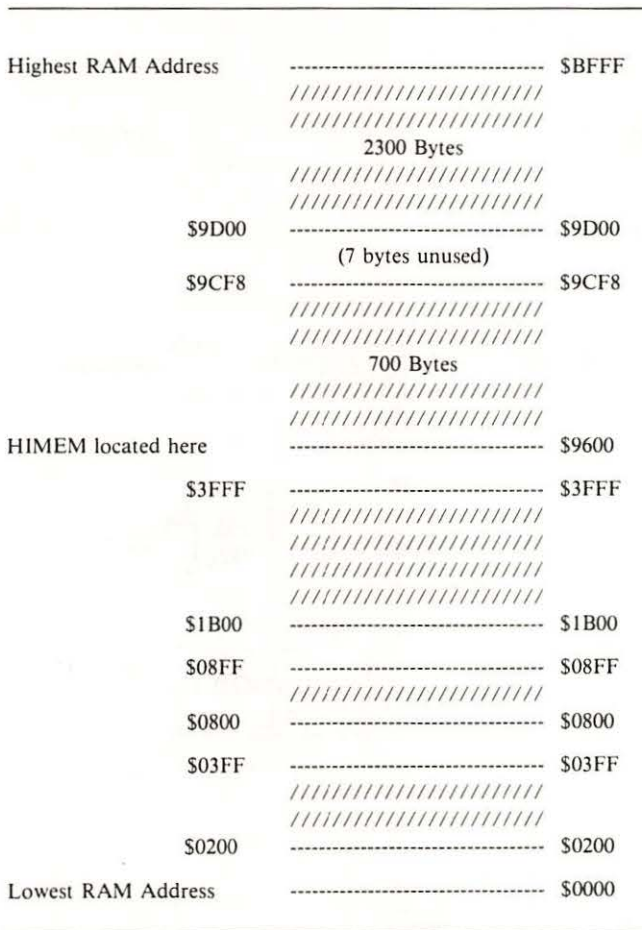 Highest RAM Address ------------------------------ $BFFF
////////////////////////
////////////////////////
2300 Bytes
////////////////////////
////////////////////////
$9D00 ------------------------------ $9D00
(7 bytes unused)
$9CF8 ------------------------------ $9CF8
////////////////////////
////////////////////////
700 Bytes
////////////////////////
////////////////////////
HIMEM located here ------------------------------ $9600
$3FFF ------------------------------ $3FFF
////////////////////////
////////////////////////
////////////////////////
////////////////////////
$1B00 ------------------------------ $1B00
$08FF ------------------------------ $08FF
////////////////////////
$0800 ------------------------------ $0800
$03FF ------------------------------ $03FF
////////////////////////
////////////////////////
$0200 ------------------------------ $0200
Lowest RAM Address ------------------------------ $0000